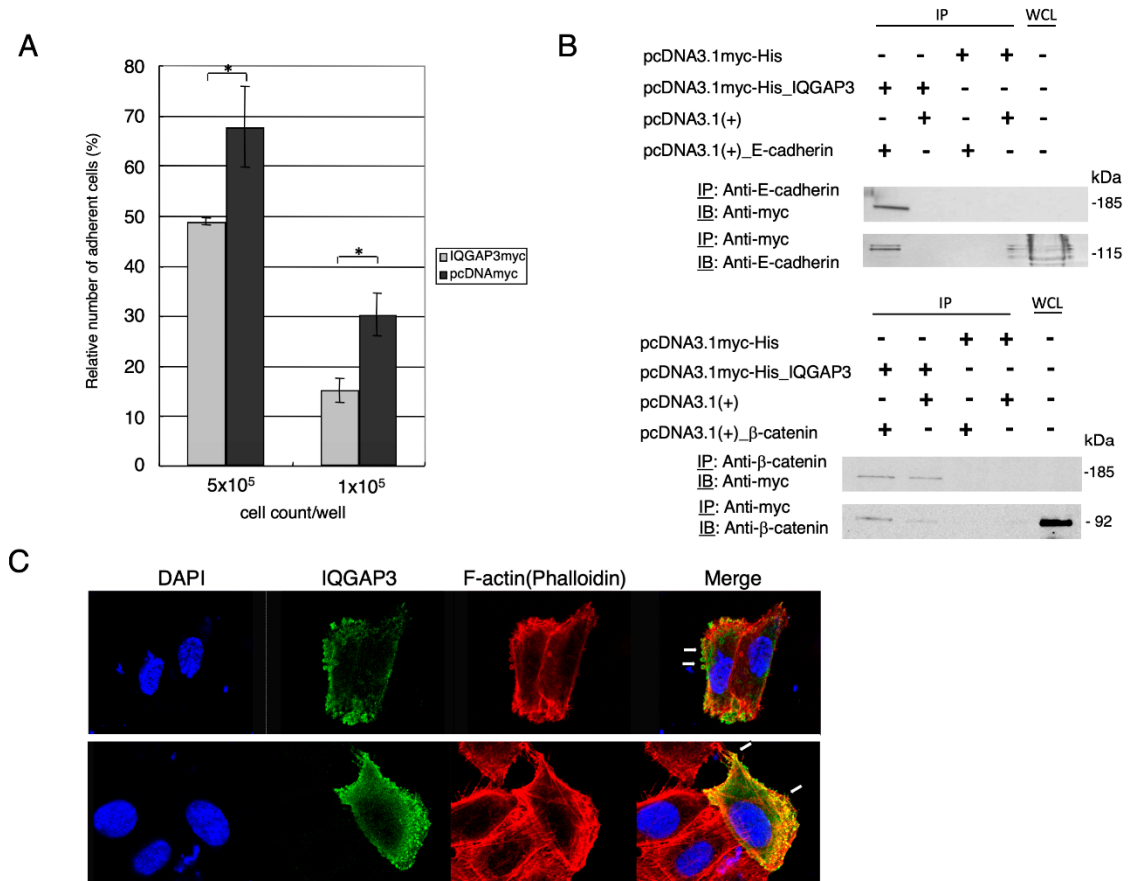 A
80
70
60
50
40
30
20
10
0
Relative number of adherent cells (%)
*
*
IQGAP3myc
pcDNAmyc
5x10⁵ 1x10⁵
cell count/well
B
IP WCL
pcDNA3.1myc-His - - + + -
pcDNA3.1myc-His_IQGAP3 + + - - -
pcDNA3.1(+) - + - + -
pcDNA3.1(+)_E-cadherin + - + - -
kDa
IP: Anti-E-cadherin
IB: Anti-myc -185
IP: Anti-myc
IB: Anti-E-cadherin -115
IP WCL
pcDNA3.1myc-His - - + + -
pcDNA3.1myc-His_IQGAP3 + + - - -
pcDNA3.1(+) - + - + -
pcDNA3.1(+)_β-catenin + - + - -
kDa
IP: Anti-β-catenin
IB: Anti-myc -185
IP: Anti-myc
IB: Anti-β-catenin - 92
C
DAPI IQGAP3 F-actin(Phalloidin) Merge